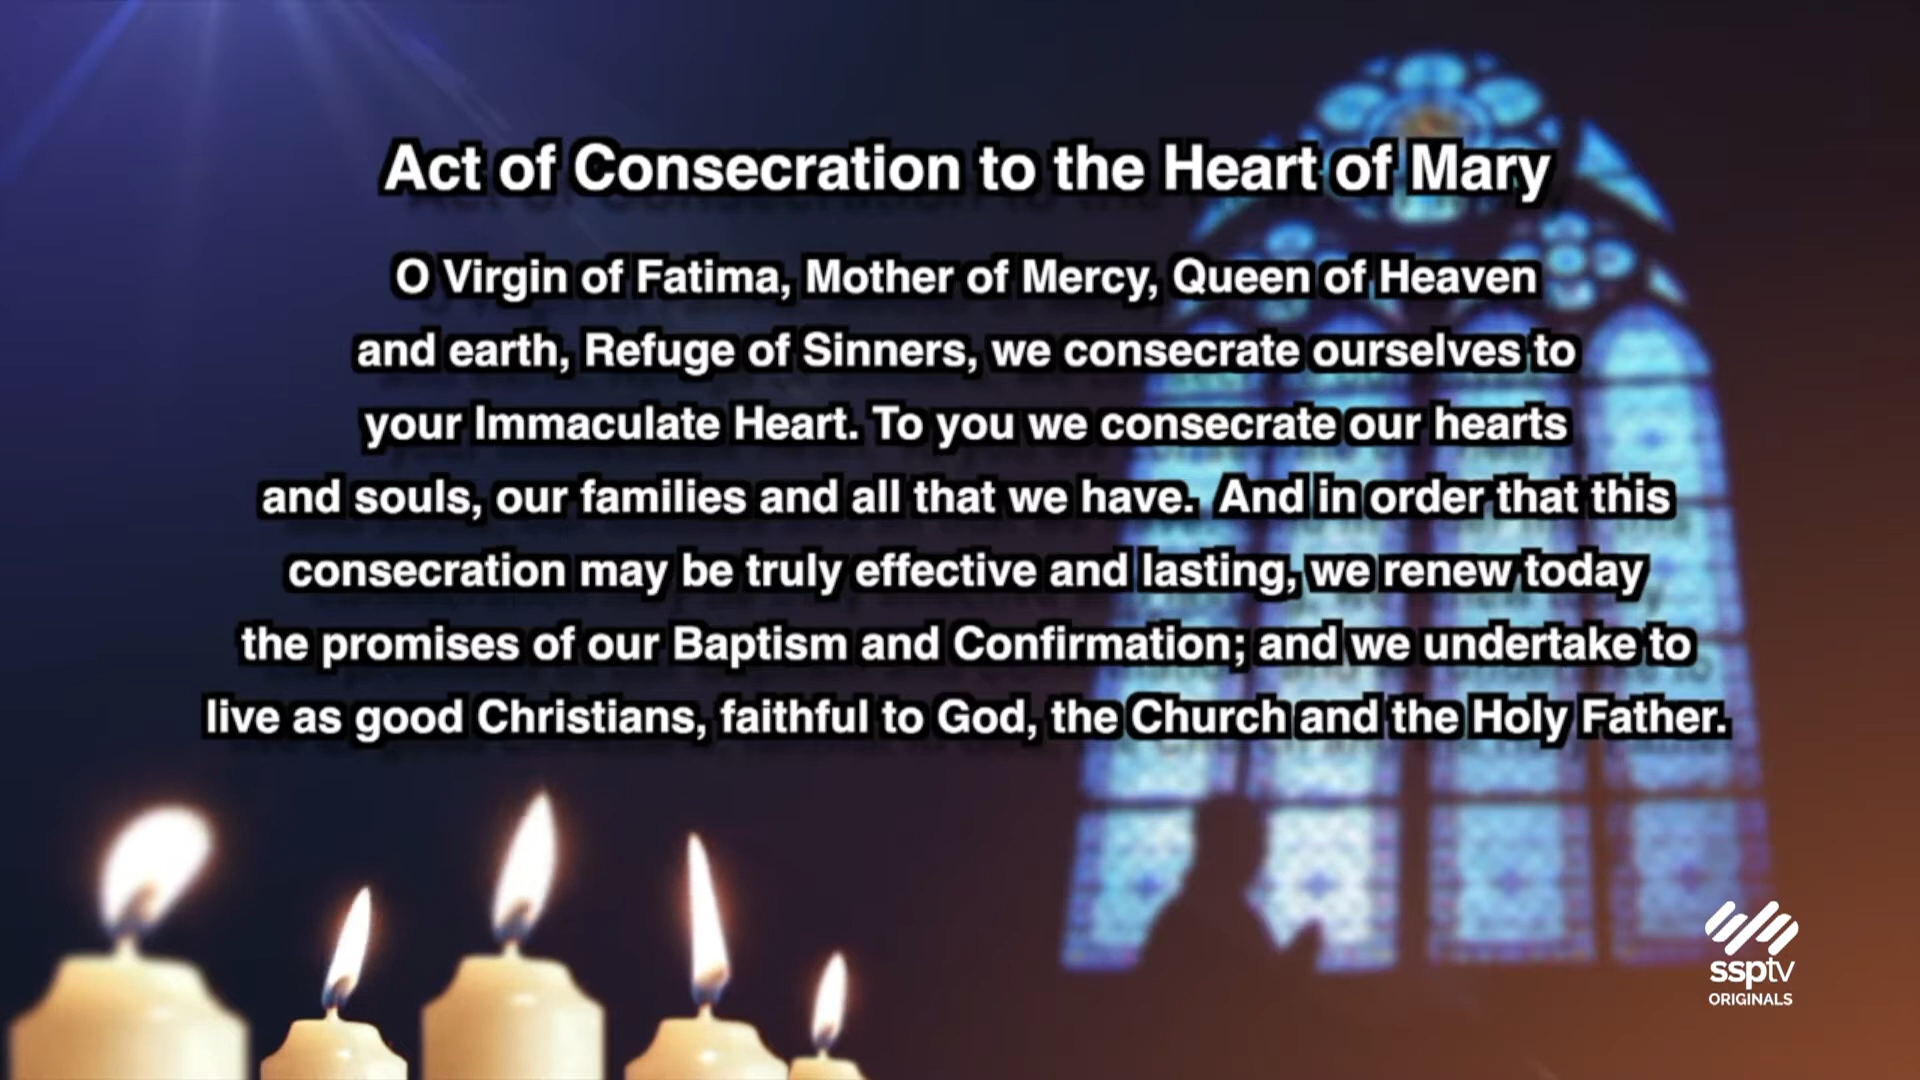 Act of Consecration to the Heart of Mary
O Virgin of Fatima, Mother of Mercy, Queen of Heaven
and earth, Refuge of Sinners, we consecrate ourselves to
your Immaculate Heart. To you we consecrate our hearts
and souls, our families and all that we have.  And in order that this
consecration may be truly effective and lasting, we renew today
the promises of our Baptism and Confirmation; and we undertake to
live as good Christians, faithful to God, the Church and the Holy Father.
ssptv
ORIGINALS